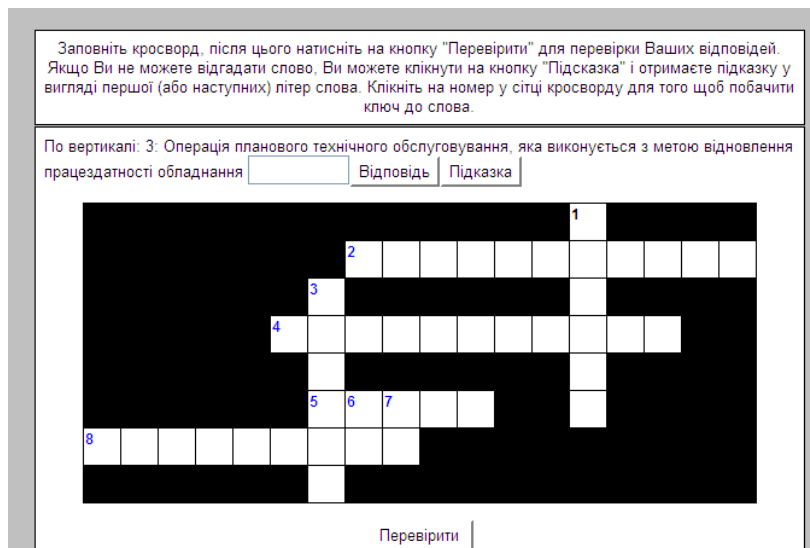 Заповніть кросворд, після цього натисніть на кнопку "Перевірити" для перевірки Ваших відповідей.
Якщо Ви не можете відгадати слово, Ви можете клікнути на кнопку "Підсказка" і отримаєте підказку у
вигляді першої (або наступних) літер слова. Клікніть на номер у сітці кросворду для того щоб побачити
ключ до слова.
По вертикалі: 3: Операція планового технічного обслуговування, яка виконується з метою відновлення
працездатності обладнання Відповідь Підказка
1
2
3
4
5 6 7
8
Перевірити